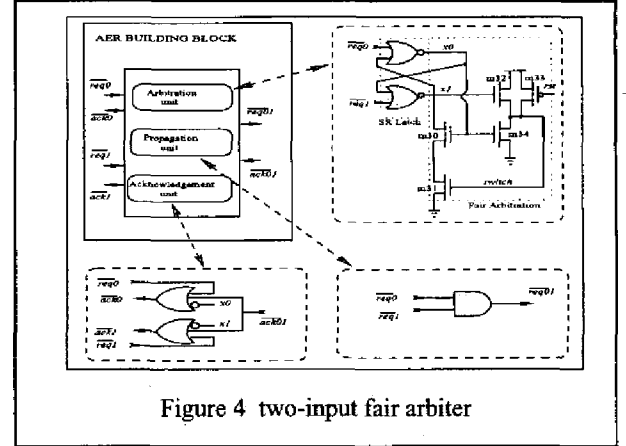 AER BUILDING BLOCK
req0
ack0
req1
ack1
Arbitration
unit
Propagation
unit
Acknowledgement
unit
req01
ack01
req0
req1
x0
x1
SR Latch
m30
m31
m32
m33
m34
rst
switch
Fair Arbitration
req0
ack0
ack1
req1
x0
x1
ack01
req0
req1
req01
Figure 4 two-input fair arbiter